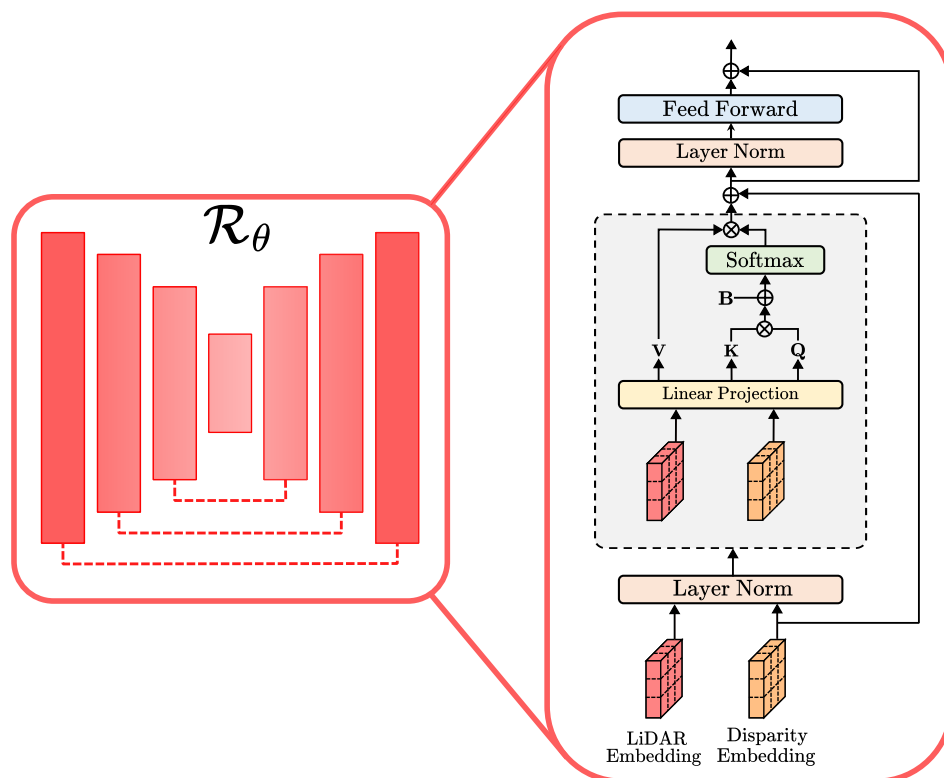 𝓡θ
Feed Forward
Layer Norm
Softmax
B
V
K
Q
Linear Projection
Layer Norm
LiDAR
Embedding
Disparity
Embedding